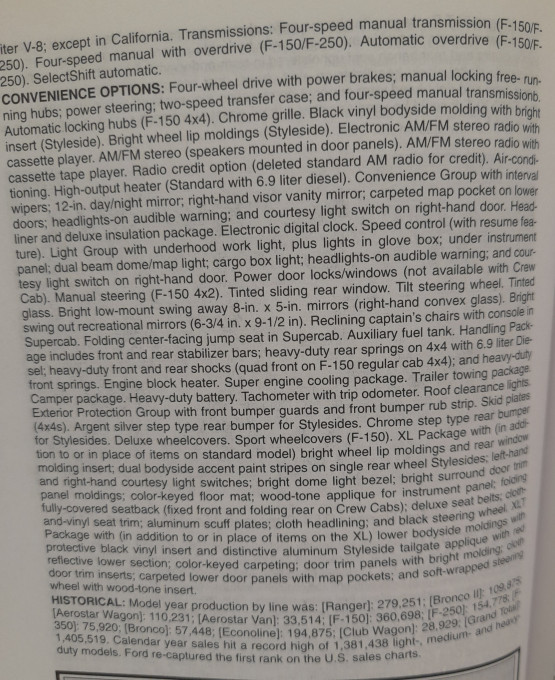 iter V-8; except in California. Transmissions: Four-speed manual transmission (F-150/F-
250). Four-speed manual with overdrive (F-150/F-250). Automatic overdrive (F-150/F-
250). SelectShift automatic.
CONVENIENCE OPTIONS: Four-wheel drive with power brakes; manual locking free-run-
ning hubs; power steering; two-speed transfer case; and four-speed manual transmissionb.
Automatic locking hubs (F-150 4x4). Chrome grille. Black vinyl bodyside molding with bright
insert (Styleside). Bright wheel lip moldings (Styleside). Electronic AM/FM stereo radio with
cassette player. AM/FM stereo (speakers mounted in door panels). AM/FM stereo radio with
cassette tape player. Radio credit option (deleted standard AM radio for credit). Air-condi-
tioning. High-output heater (Standard with 6.9 liter diesel). Convenience Group with interval
wipers; 12-in. day/night mirror; right-hand visor vanity mirror; carpeted map pocket on lower
doors; headlights-on audible warning; and courtesy light switch on right-hand door. Head-
liner and deluxe insulation package. Electronic digital clock. Speed control (with resume fea-
ture). Light Group with underhood work light, plus lights in glove box; under instrument
panel; dual beam dome/map light; cargo box light; headlights-on audible warning; and cour-
tesy light switch on right-hand door. Power door locks/windows (not available with Crew
Cab). Manual steering (F-150 4x2). Tinted sliding rear window. Tilt steering wheel. Tinted
glass. Bright low-mount swing away 8-in. x 5-in. mirrors (right-hand convex glass). Bright
swing out recreational mirrors (6-3/4 in. x 9-1/2 in). Reclining captain's chairs with console in
Supercab. Folding center-facing jump seat in Supercab. Auxiliary fuel tank. Handling Pack-
age includes front and rear stabilizer bars; heavy-duty rear springs on 4x4 with 6.9 liter Die-
sel; heavy-duty front and rear shocks (quad front on F-150 regular cab 4x4); and heavy-duty
front springs. Engine block heater. Super engine cooling package. Trailer towing package.
Camper package. Heavy-duty battery. Tachometer with trip odometer. Roof clearance lights.
Exterior Protection Group with front bumper guards and front bumper rub strip. Skid plates
(4x4s). Argent silver step type rear bumper for Stylesides. Chrome step type rear bumper
for Stylesides. Deluxe wheelcovers. Sport wheelcovers (F-150). XL Package with (in addi-
tion to or in place of items on standard model) bright wheel lip moldings and rear window
molding insert; dual bodyside accent paint stripes on single rear wheel Stylesides; left-hand
and right-hand courtesy light switches; bright dome light bezel; bright surround door trim
panel moldings; color-keyed floor mat; wood-tone applique for instrument panel; folding
fully-covered seatback (fixed front and folding rear on Crew Cabs); deluxe seat belts; cloth-
and-vinyl seat trim; aluminum scuff plates; cloth headlining; and black steering wheel. XLT
Package with (in addition to or in place of items on the XL) lower bodyside moldings with
protective black vinyl insert and distinctive aluminum Styleside tailgate applique with red
reflective lower section; color-keyed carpeting; door trim panels with bright molding; cloth
door trim inserts; carpeted lower door panels with map pockets; and soft-wrapped steering
wheel with wood-tone insert.
HISTORICAL: Model year production by line was: [Ranger]: 279,251; [Bronco II]: 109,875
[Aerostar Wagon]: 110,231; [Aerostar Van]: 33,514; [F-150]: 360,698; [F-250]: 154,776; [F-
350]: 75,920; [Bronco]: 57,448; [Econoline]: 194,875; [Club Wagon]: 28,929; [Grand Total]
1,405,519. Calendar year sales hit a record high of 1,381,438 light-, medium- and heavy-
duty models. Ford re-captured the first rank on the U.S. sales charts.